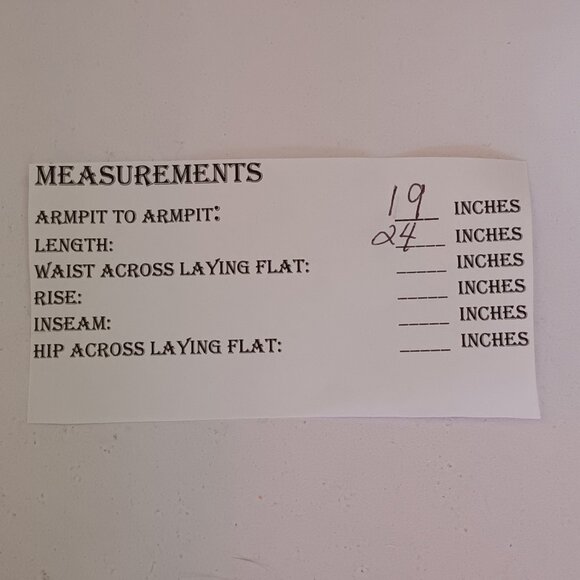 MEASUREMENTS
ARMPIT TO ARMPIT: 19 INCHES
LENGTH: 24 INCHES
WAIST ACROSS LAYING FLAT: _____ INCHES
RISE: _____ INCHES
INSEAM: _____ INCHES
HIP ACROSS LAYING FLAT: _____ INCHES